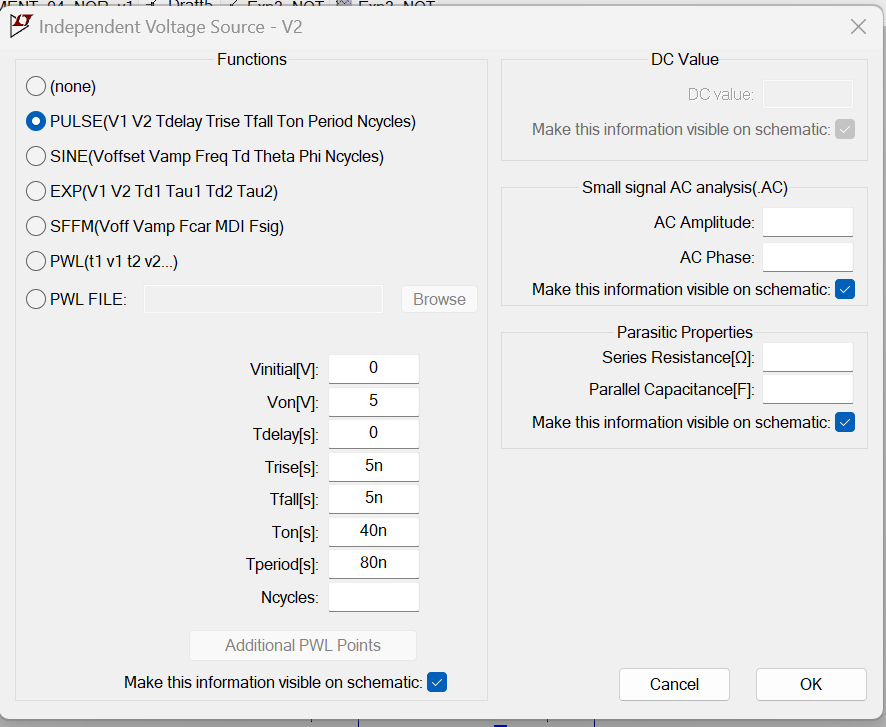 Independent Voltage Source - V2
Functions
(none)
PULSE(V1 V2 Tdelay Trise Tfall Ton Period Ncycles)
SINE(Voffset Vamp Freq Td Theta Phi Ncycles)
EXP(V1 V2 Td1 Tau1 Td2 Tau2)
SFFM(Voff Vamp Fcar MDI Fsig)
PWL(t1 v1 t2 v2...)
PWL FILE: Browse
Vinitial[V]: 0
Von[V]: 5
Tdelay[s]: 0
Trise[s]: 5n
Tfall[s]: 5n
Ton[s]: 40n
Tperiod[s]: 80n
Ncycles:
Additional PWL Points
Make this information visible on schematic:
DC Value
DC value:
Make this information visible on schematic:
Small signal AC analysis(.AC)
AC Amplitude:
AC Phase:
Make this information visible on schematic:
Parasitic Properties
Series Resistance[Ω]:
Parallel Capacitance[F]:
Make this information visible on schematic:
Cancel OK